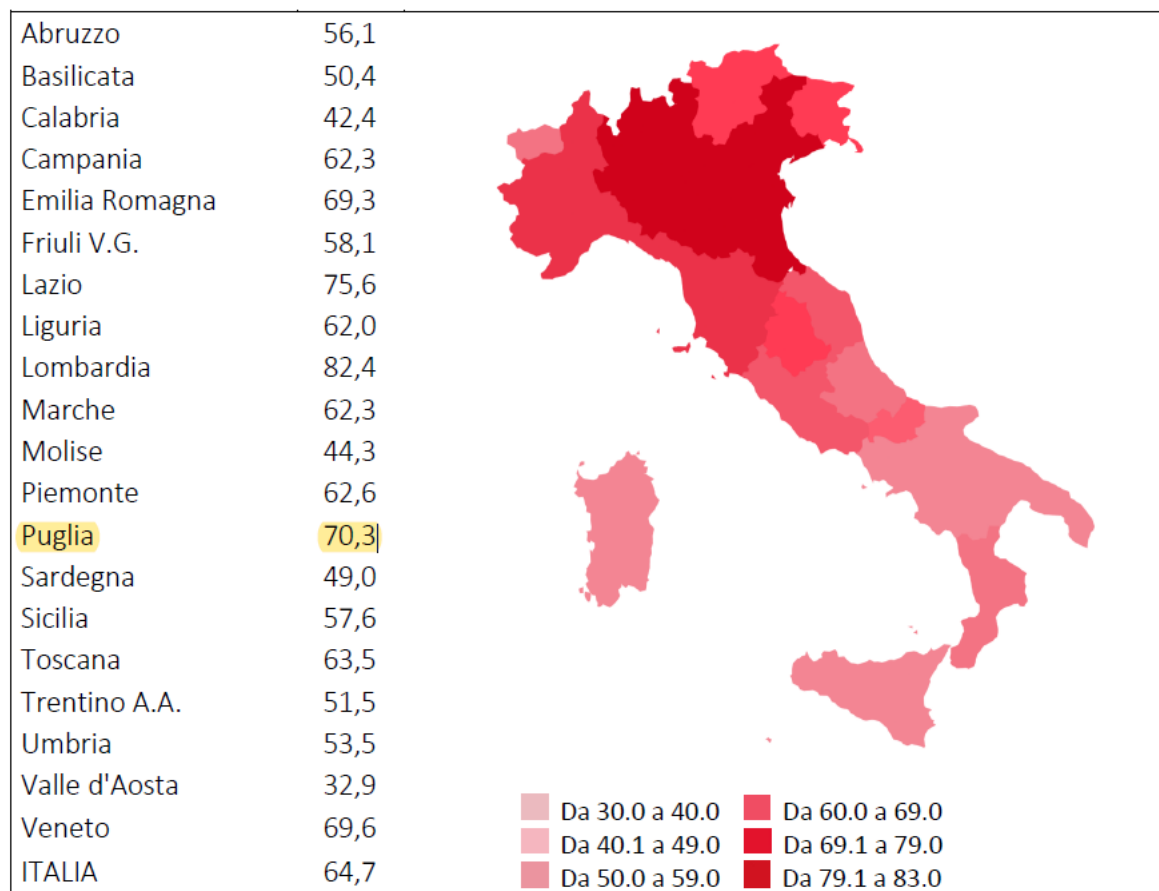 Abruzzo 56,1
Basilicata 50,4
Calabria 42,4
Campania 62,3
Emilia Romagna 69,3
Friuli V.G. 58,1
Lazio 75,6
Liguria 62,0
Lombardia 82,4
Marche 62,3
Molise 44,3
Piemonte 62,6
Puglia 70,3
Sardegna 49,0
Sicilia 57,6
Toscana 63,5
Trentino A.A. 51,5
Umbria 53,5
Valle d'Aosta 32,9
Veneto 69,6
ITALIA 64,7
Da 30.0 a 40.0 Da 60.0 a 69.0
Da 40.1 a 49.0 Da 69.1 a 79.0
Da 50.0 a 59.0 Da 79.1 a 83.0